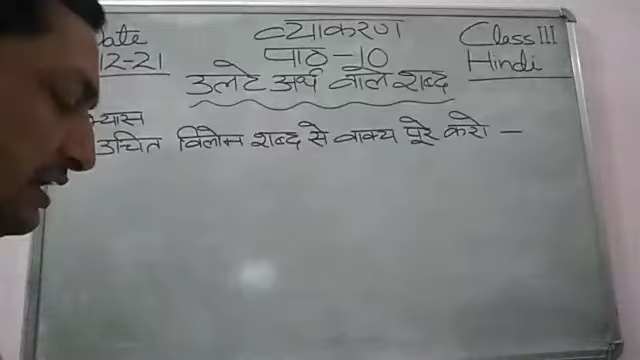 Date व्याकरण Class III
12-21 पाठ-10 Hindi
उलटे अर्थ वाले शब्द
उचित विलोम शब्द से वाक्य पूरे करो -